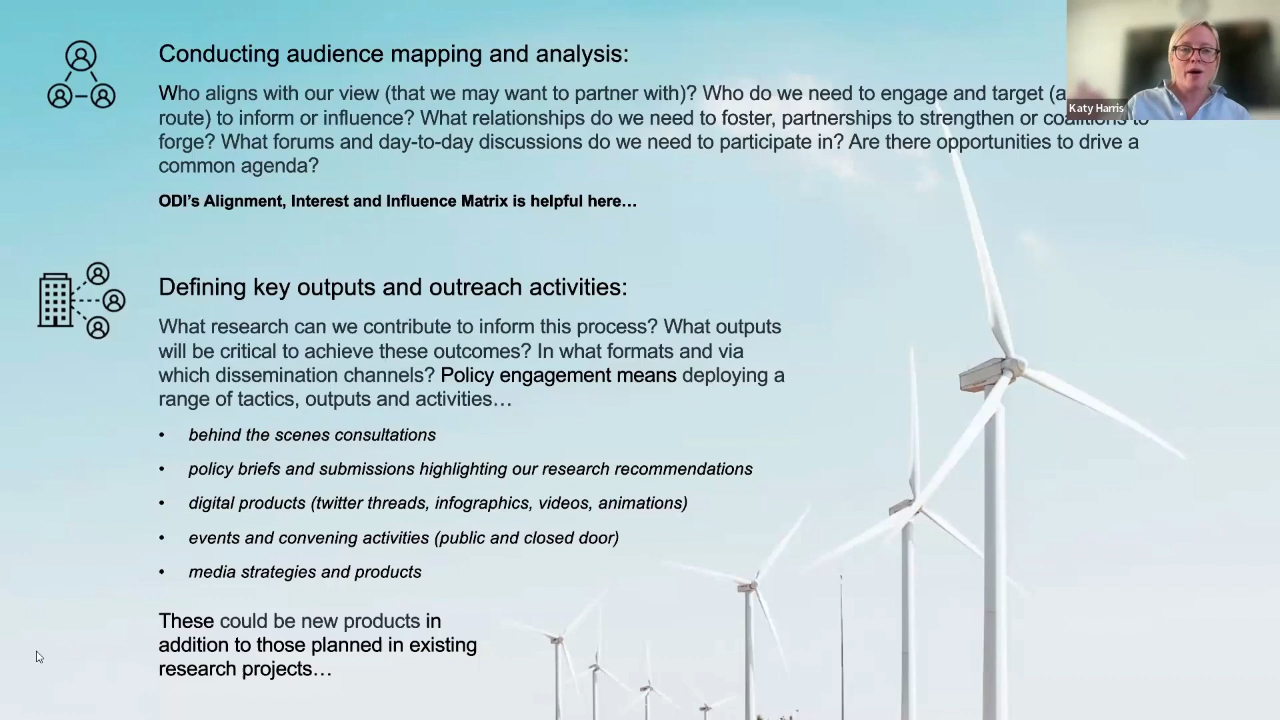 Conducting audience mapping and analysis:
Who aligns with our view (that we may want to partner with)? Who do we need to engage and target (a
Katy Harris
route) to inform or influence? What relationships do we need to foster, partnerships to strengthen or coalitions to
forge? What forums and day-to-day discussions do we need to participate in? Are there opportunities to drive a
common agenda?
ODI's Alignment, Interest and Influence Matrix is helpful here…
Defining key outputs and outreach activities:
What research can we contribute to inform this process? What outputs
will be critical to achieve these outcomes? In what formats and via
which dissemination channels? Policy engagement means deploying a
range of tactics, outputs and activities…
• behind the scenes consultations
• policy briefs and submissions highlighting our research recommendations
• digital products (twitter threads, infographics, videos, animations)
• events and convening activities (public and closed door)
• media strategies and products
These could be new products in
addition to those planned in existing
research projects…